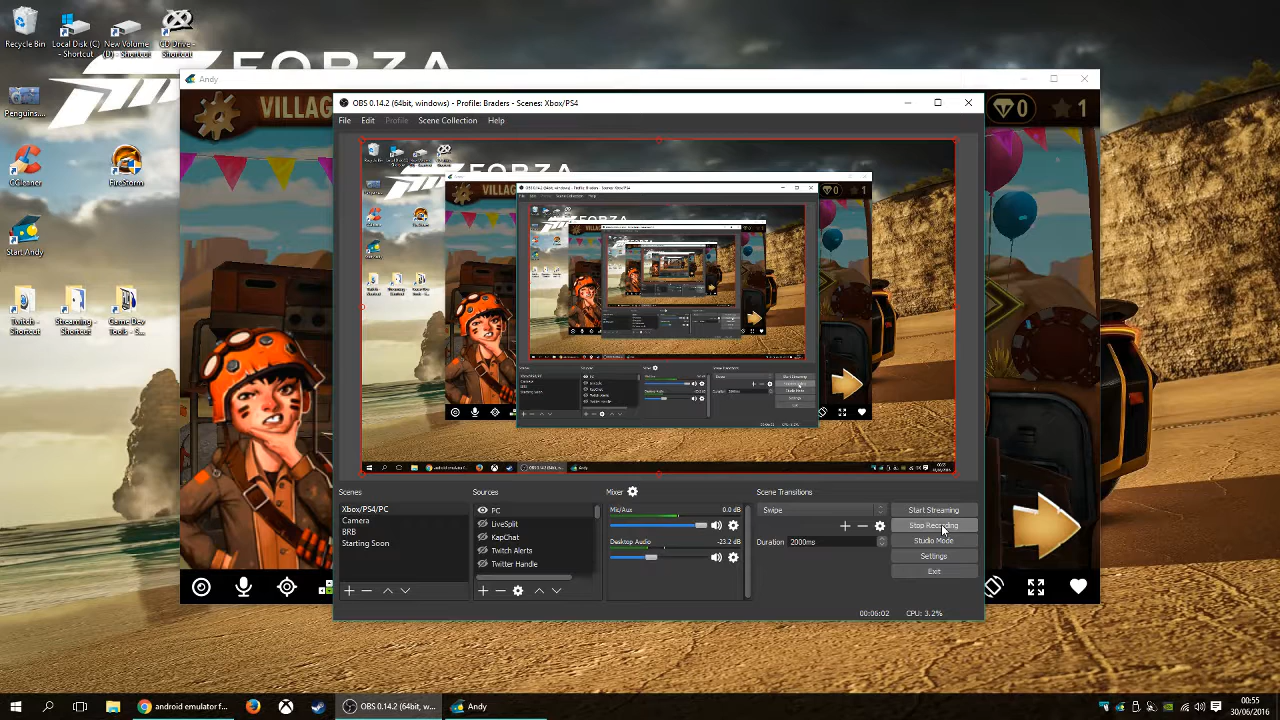 Recycle Bin
Local Disk (C) - Shortcut
New Volume (D) - Shortcut
CD Drive - Shortcut
FORZA
Penguins....
CCleaner
FireStorm
Start Andy
Twitch - Shortcut
Streaming - Shortcut
Game Dev Tools - S...
Andy
VILLAG
0
1
OBS 0.14.2 (64bit, windows) - Profile: Braders - Scenes: Xbox/PS4
File Edit Profile Scene Collection Help
FORZA
Scenes
Xbox/PS4/PC
Camera
BRB
Starting Soon
Sources
PC
LiveSplit
KapChat
Twitch Alerts
Twitter Handle
Mixer
Mic/Aux 0.0 dB
Desktop Audio -23.2 dB
Scene Transitions
Swipe
Duration 2000ms
Start Streaming
Stop Recording
Studio Mode
Settings
Exit
00:06:02 CPU: 3.2%
android emulator f...
OBS 0.14.2 (64bit, w...
Andy
00:55
30/06/2016